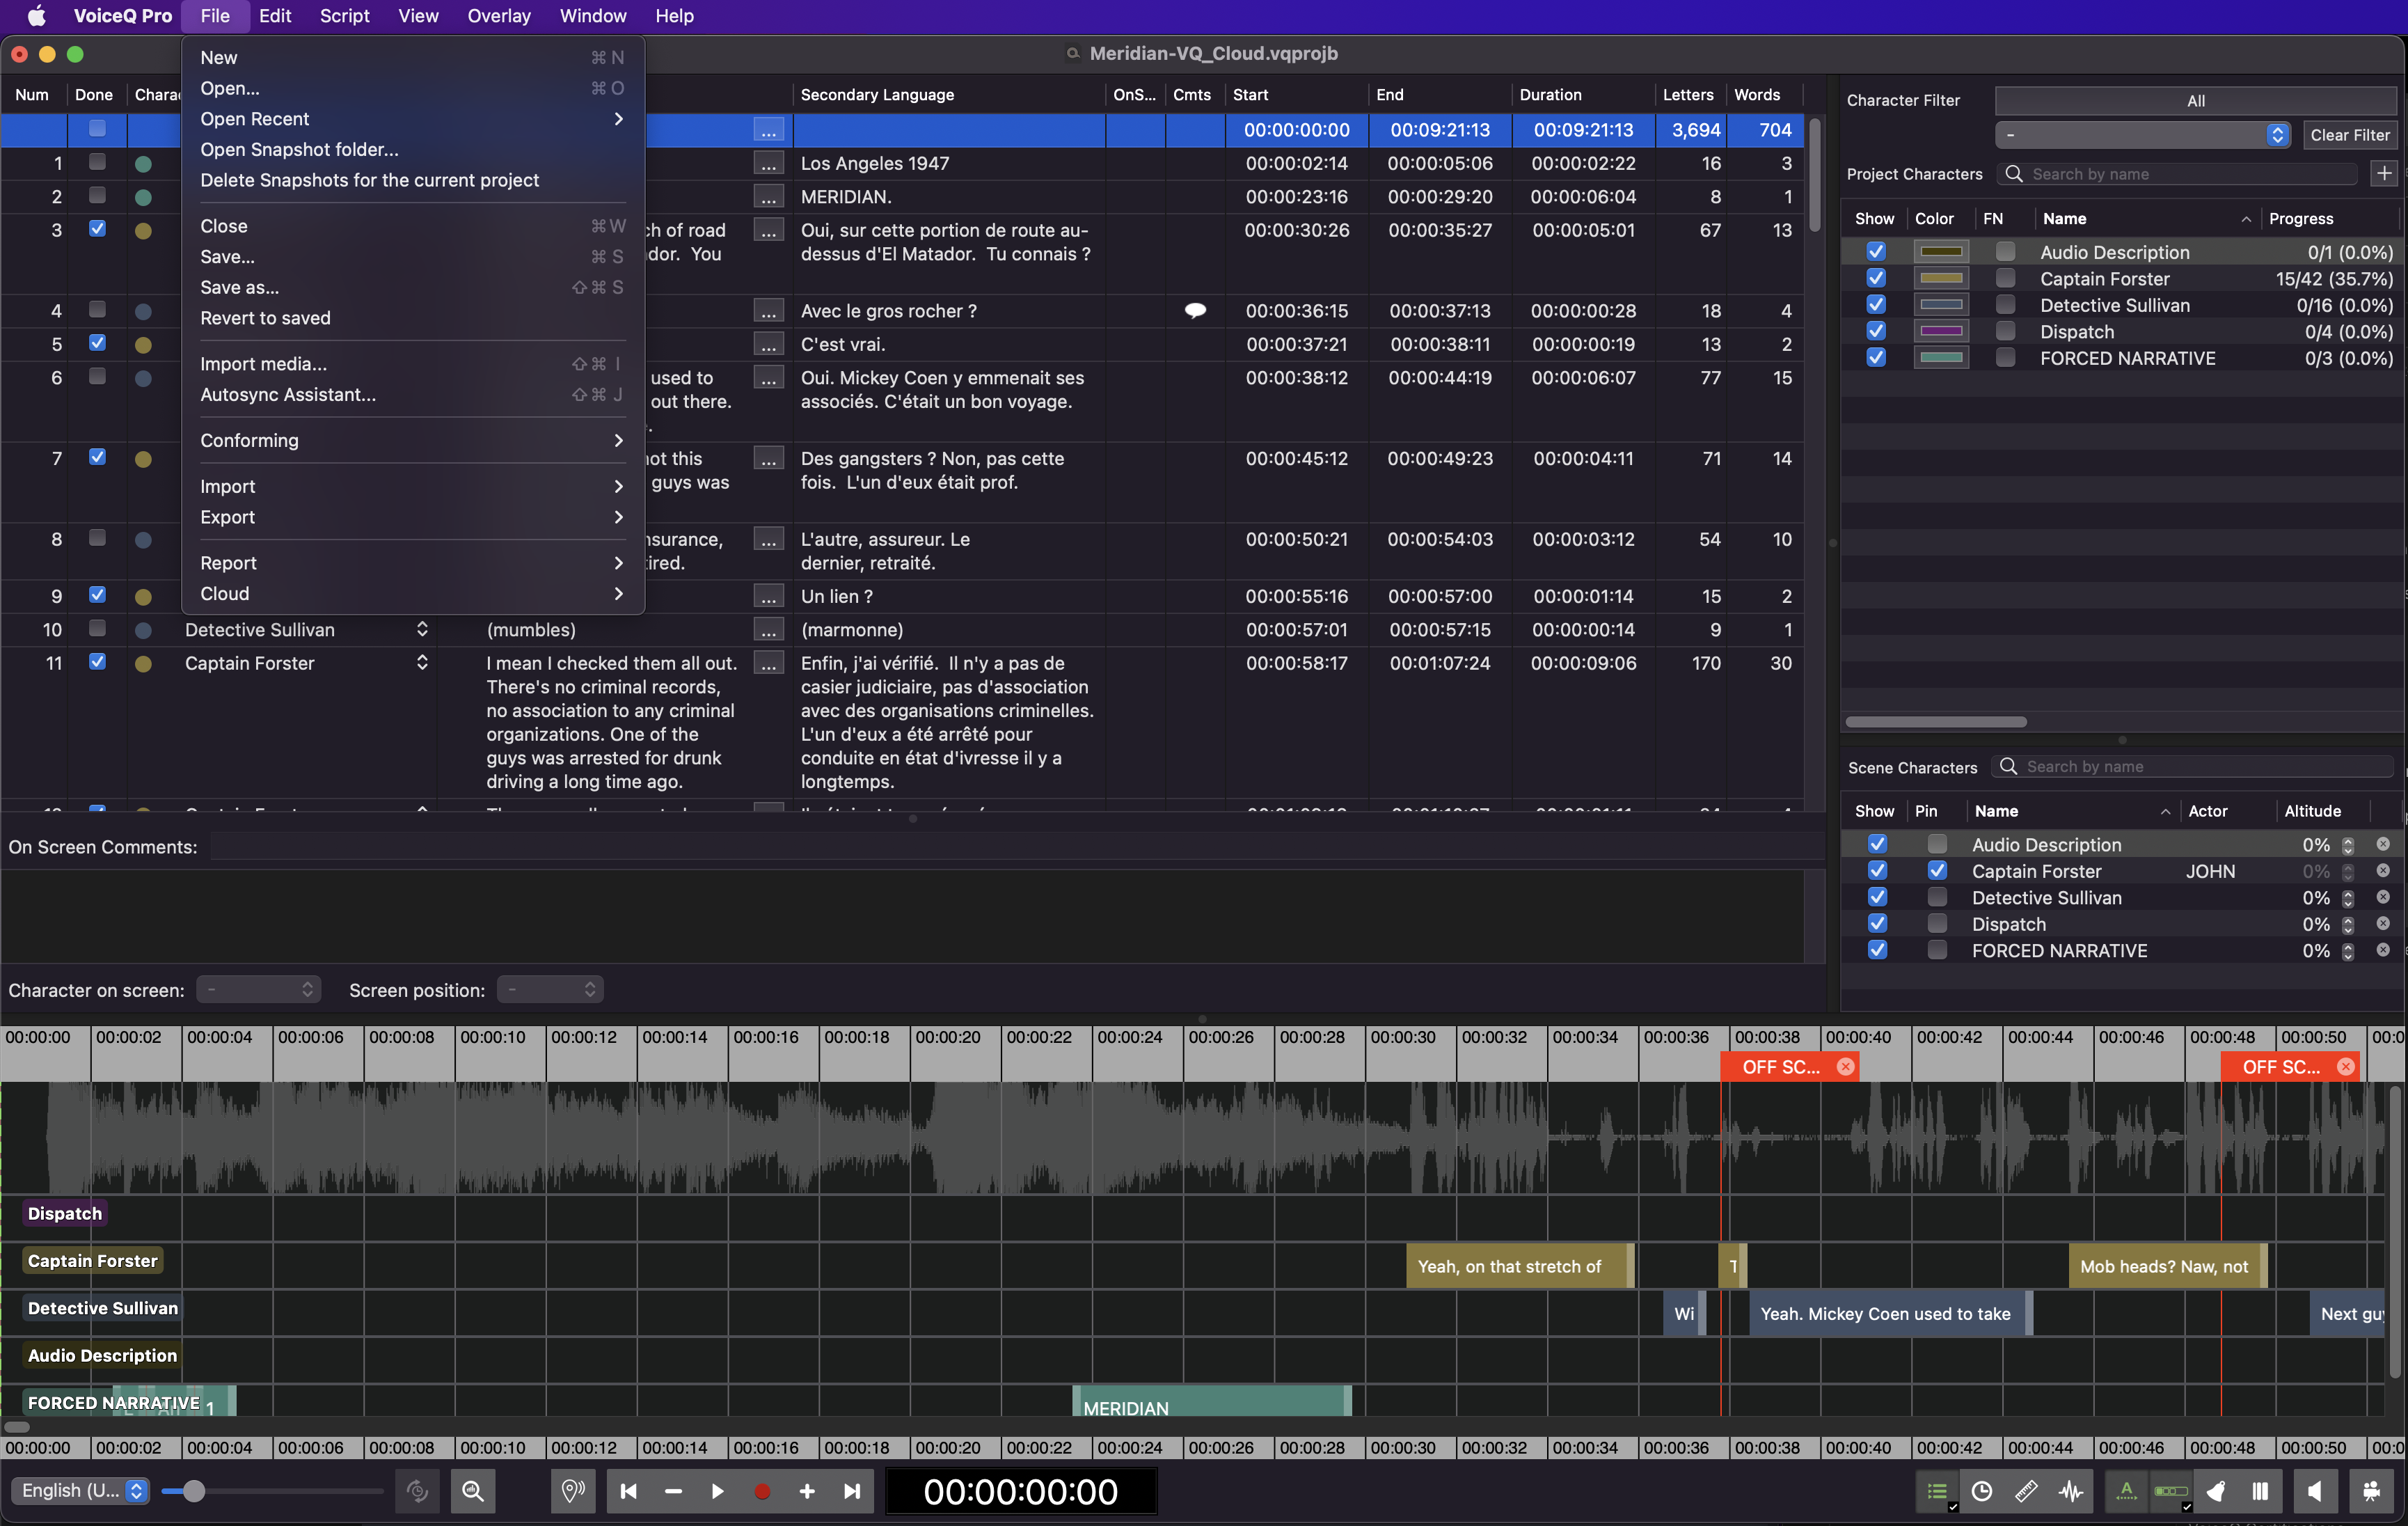 VoiceQ Pro File Edit Script View Overlay Window Help
Meridian-VQ_Cloud.vqprojb
New ⌘ N
Open... ⌘ O
Open Recent
Open Snapshot folder...
Delete Snapshots for the current project
Close ⌘ W
Save... ⌘ S
Save as... ⇧ ⌘ S
Revert to saved
Import media... ⇧ ⌘ I
Autosync Assistant... ⇧ ⌘ J
Conforming
Import
Export
Report
Cloud
Num Done Charac Secondary Language OnS... Cmts Start End Duration Letters Words
... 00:00:00:00 00:09:21:13 00:09:21:13 3,694 704
1 ... Los Angeles 1947 00:00:02:14 00:00:05:06 00:00:02:22 16 3
2 ... MERIDIAN. 00:00:23:16 00:00:29:20 00:00:06:04 8 1
3 ch of road ... Oui, sur cette portion de route au- 00:00:30:26 00:00:35:27 00:00:05:01 67 13
dor. You dessus d'El Matador. Tu connais ?
4 ... Avec le gros rocher ? 00:00:36:15 00:00:37:13 00:00:00:28 18 4
5 ... C'est vrai. 00:00:37:21 00:00:38:11 00:00:00:19 13 2
6 used to ... Oui. Mickey Coen y emmenait ses 00:00:38:12 00:00:44:19 00:00:06:07 77 15
out there. associés. C'était un bon voyage.
7 not this ... Des gangsters ? Non, pas cette 00:00:45:12 00:00:49:23 00:00:04:11 71 14
guys was fois. L'un d'eux était prof.
8 nsurance, ... L'autre, assureur. Le 00:00:50:21 00:00:54:03 00:00:03:12 54 10
tired. dernier, retraité.
9 ... Un lien ? 00:00:55:16 00:00:57:00 00:00:01:14 15 2
10 Detective Sullivan (mumbles) ... (marmonne) 00:00:57:01 00:00:57:15 00:00:00:14 9 1
11 Captain Forster I mean I checked them all out. ... Enfin, j'ai vérifié. Il n'y a pas de 00:00:58:17 00:01:07:24 00:00:09:06 170 30
There's no criminal records, casier judiciaire, pas d'association
no association to any criminal avec des organisations criminelles.
organizations. One of the L'un d'eux a été arrêté pour
guys was arrested for drunk conduite en état d'ivresse il y a
driving a long time ago. longtemps.
On Screen Comments:
Character on screen: - Screen position: -
Character Filter All
- Clear Filter
Project Characters Search by name +
Show Color FN Name Progress
Audio Description 0/1 (0.0%)
Captain Forster 15/42 (35.7%)
Detective Sullivan 0/16 (0.0%)
Dispatch 0/4 (0.0%)
FORCED NARRATIVE 0/3 (0.0%)
Scene Characters Search by name
Show Pin Name Actor Altitude
Audio Description 0%
Captain Forster JOHN 0%
Detective Sullivan 0%
Dispatch 0%
FORCED NARRATIVE 0%
00:00:00 00:00:02 00:00:04 00:00:06 00:00:08 00:00:10 00:00:12 00:00:14 00:00:16 00:00:18 00:00:20 00:00:22 00:00:24 00:00:26 00:00:28 00:00:30 00:00:32 00:00:34 00:00:36 00:00:38 00:00:40 00:00:42 00:00:44 00:00:46 00:00:48 00:00:50 00:0
OFF SC... OFF SC...
Dispatch
Captain Forster Yeah, on that stretch of T Mob heads? Naw, not
Detective Sullivan Wi Yeah. Mickey Coen used to take Next guy
Audio Description
FORCED NARRATIVE 1 MERIDIAN
00:00:00 00:00:02 00:00:04 00:00:06 00:00:08 00:00:10 00:00:12 00:00:14 00:00:16 00:00:18 00:00:20 00:00:22 00:00:24 00:00:26 00:00:28 00:00:30 00:00:32 00:00:34 00:00:36 00:00:38 00:00:40 00:00:42 00:00:44 00:00:46 00:00:48 00:00:50 00:0
English (U... 00:00:00:00 A